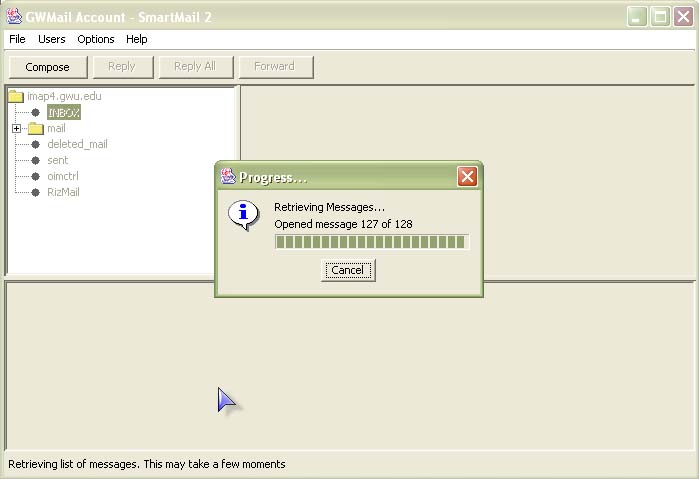 GWMail Account - SmartMail 2
File Users Options Help
Compose Reply Reply All Forward
imap4.gwu.edu
INBOX
mail
deleted_mail
sent
oimctrl
RizMail
Progress...
Retrieving Messages...
Opened message 127 of 128
Cancel
Retrieving list of messages. This may take a few moments